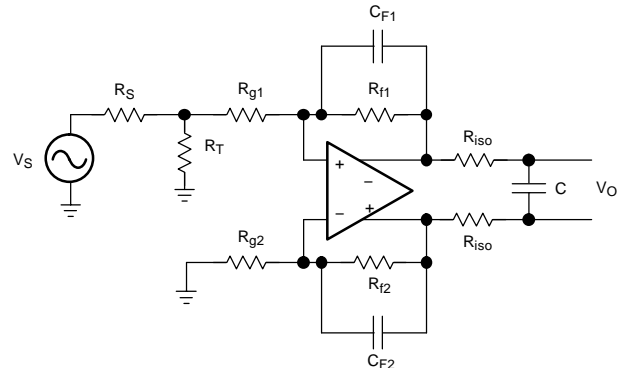 C_F1
R_S
R_g1
R_f1
R_iso
V_S
R_T
+
–
C
V_O
–
+
R_g2
R_iso
R_f2
C_F2